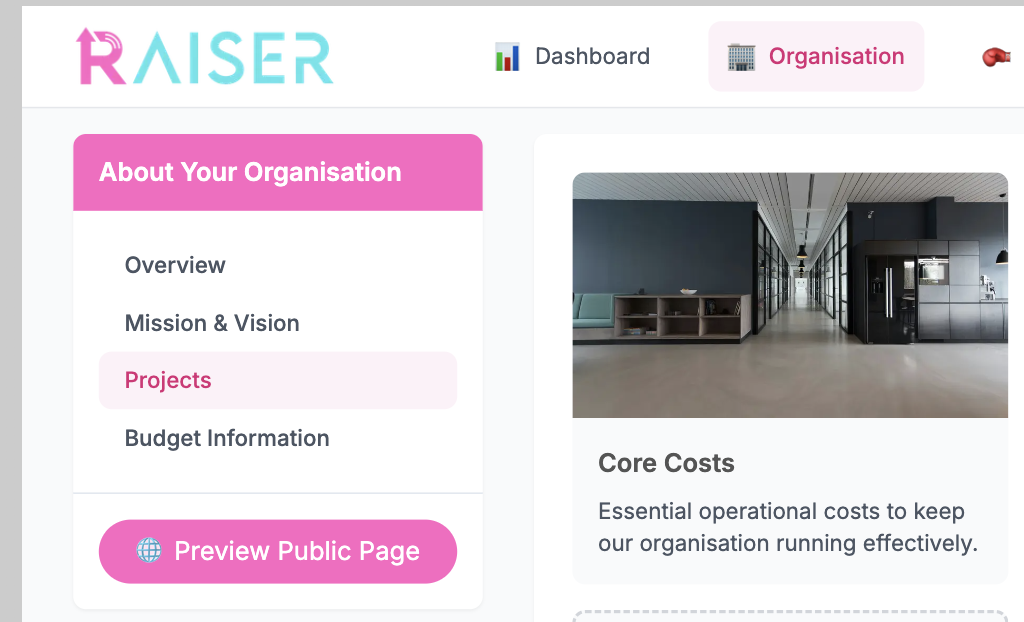 RAISER
Dashboard
Organisation
About Your Organisation
Overview
Mission & Vision
Projects
Budget Information
Preview Public Page
Core Costs
Essential operational costs to keep
our organisation running effectively.